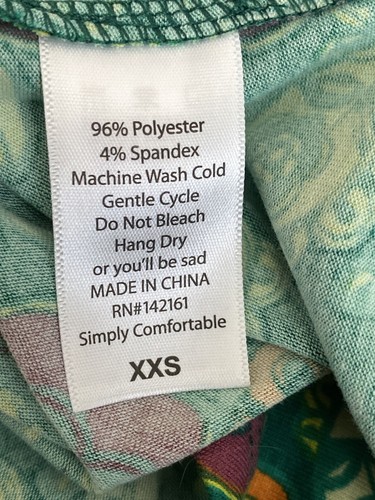 96% Polyester
4% Spandex
Machine Wash Cold
Gentle Cycle
Do Not Bleach
Hang Dry
or you'll be sad
MADE IN CHINA
RN#142161
Simply Comfortable
XXS